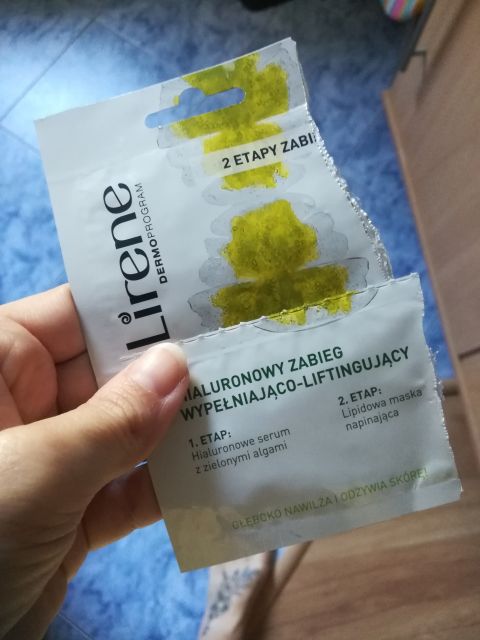 2 ETAPY ZABI
Lirene
DERMOPROGRAM
HIALURONOWY ZABIEG
WYPEŁNIAJĄCO-LIFTINGUJĄCY
1. ETAP:
Hialuronowe serum
z zielonymi algami
2. ETAP:
Lipidowa maska
napinająca
GŁĘBOKO NAWILŻA I ODŻYWIA SKÓRĘ!